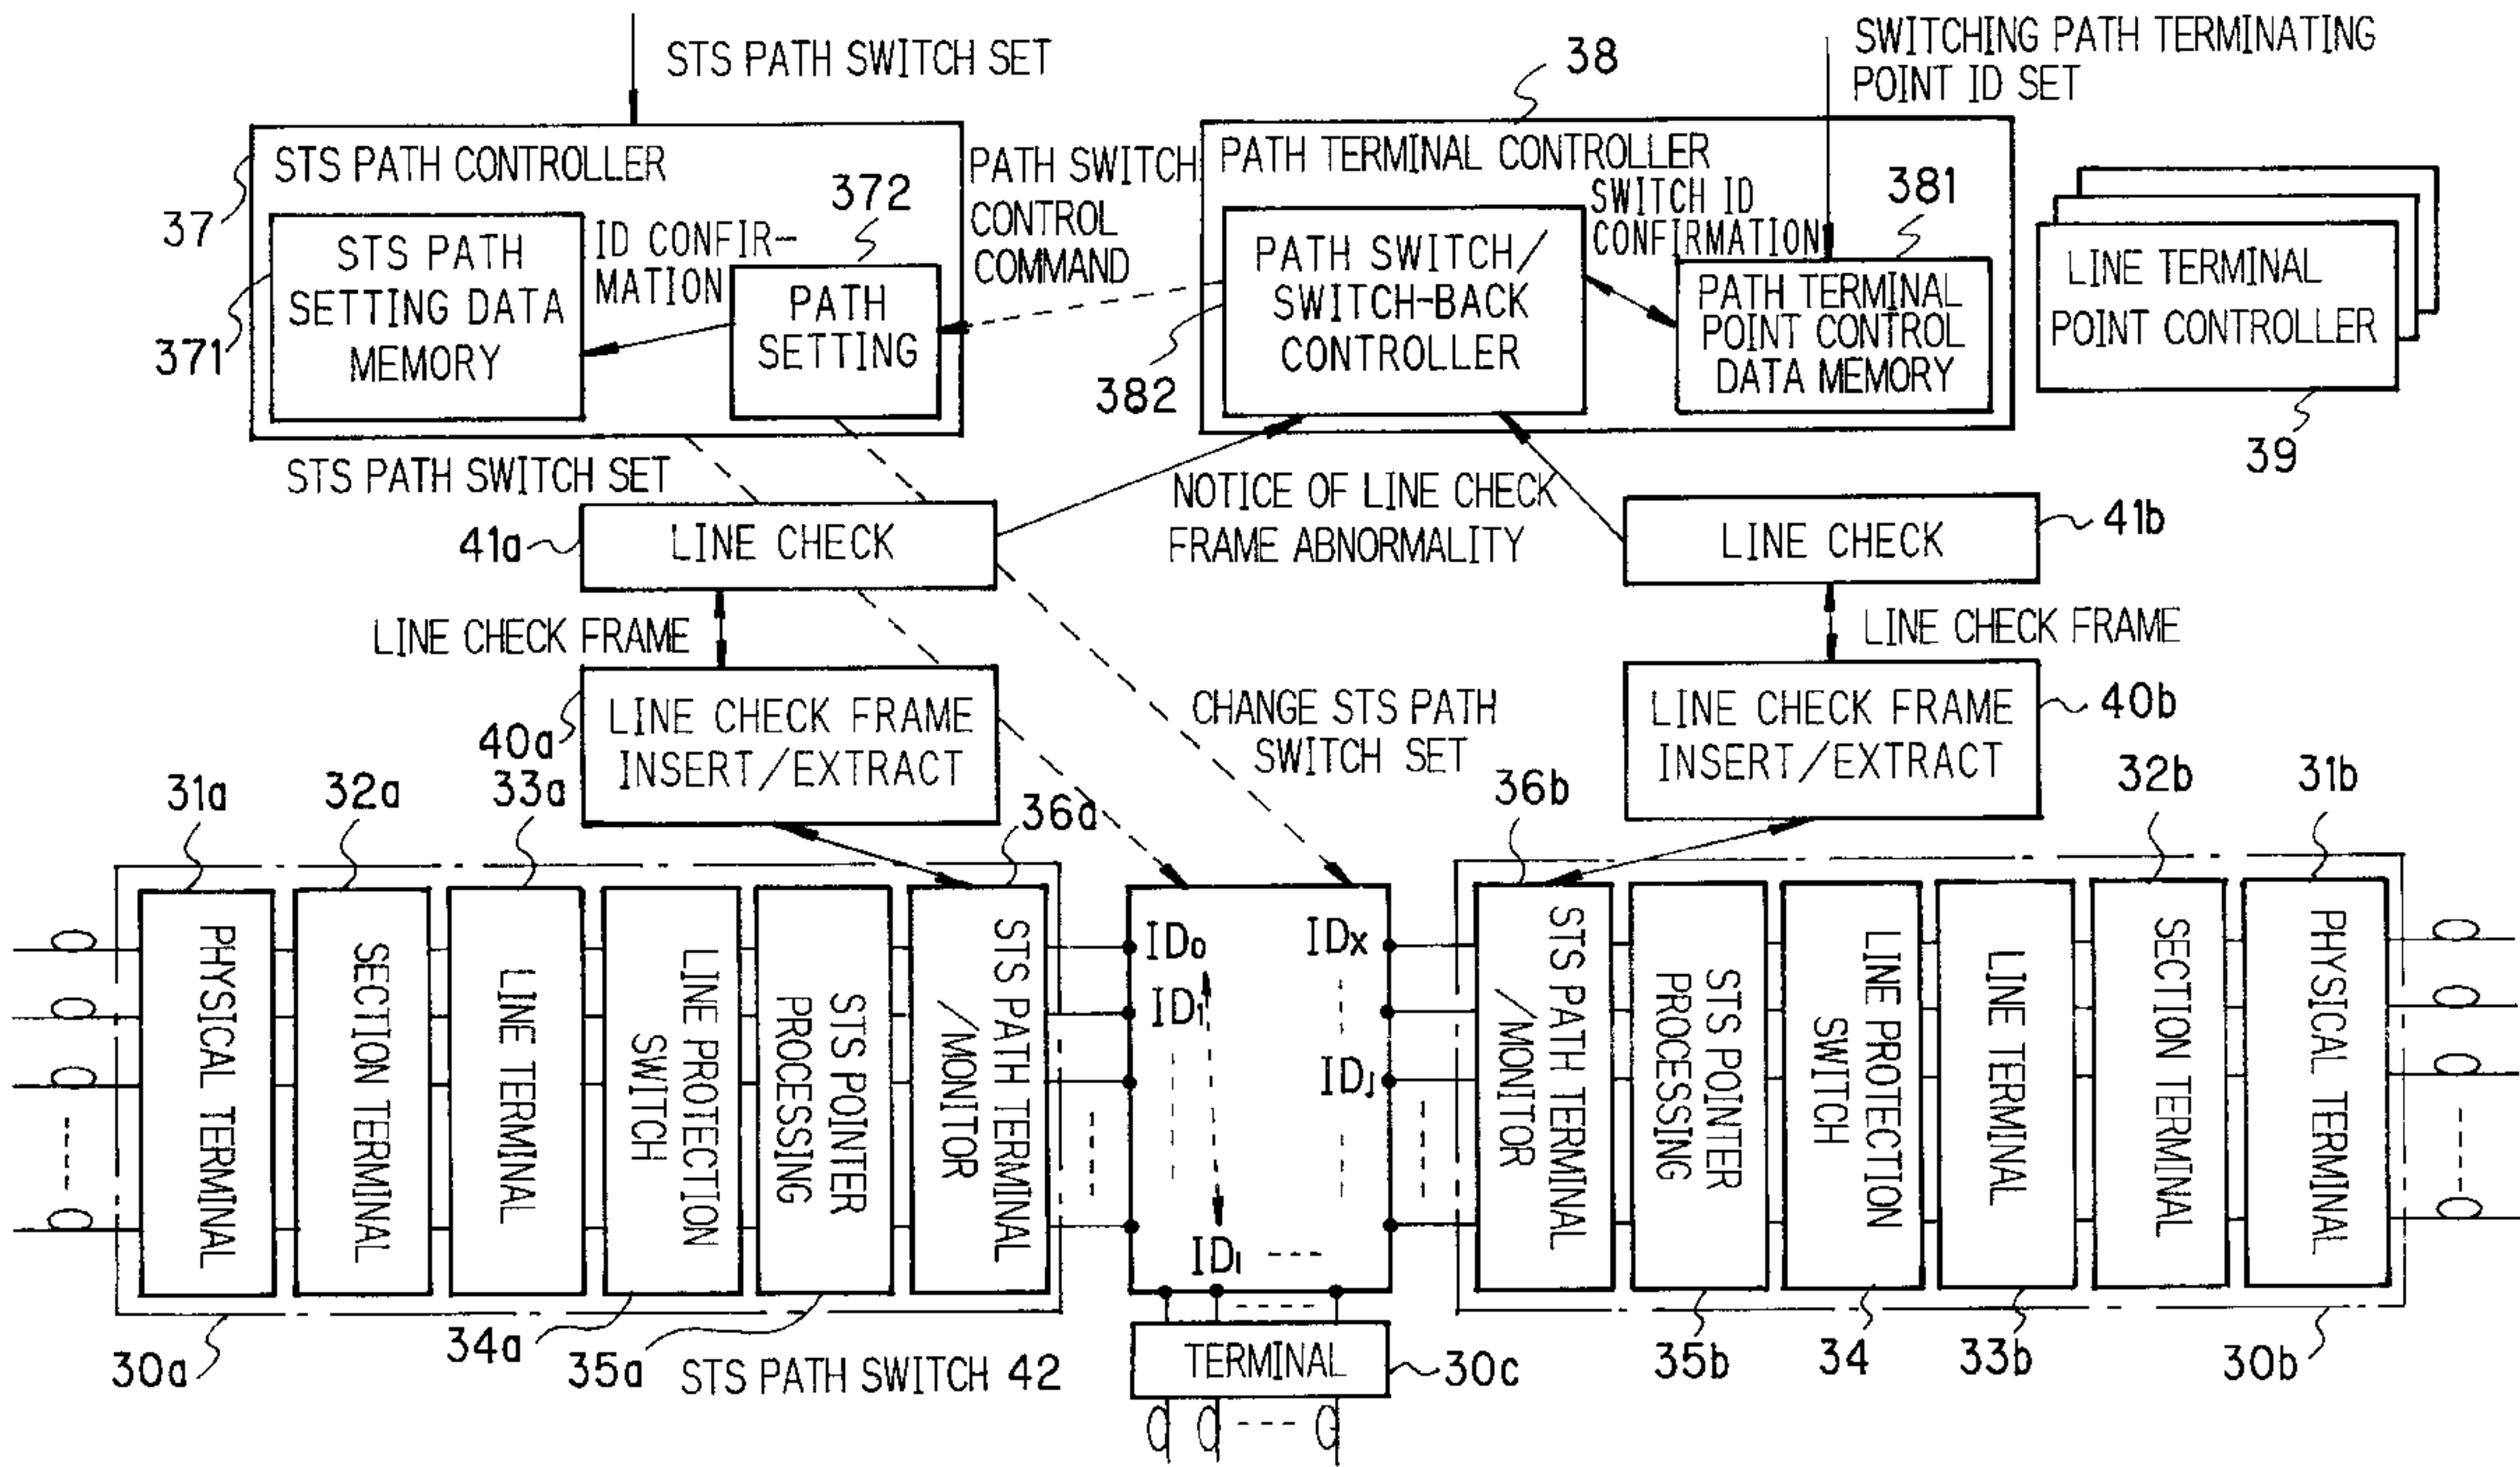 STS PATH SWITCH SET
38
SWITCHING PATH TERMINATING
POINT ID SET
STS PATH CONTROLLER
37
372
STS PATH
SETTING DATA
MEMORY
371
ID CONFIR-
MATION
PATH
SETTING
PATH SWITCH
CONTROL
COMMAND
PATH TERMINAL CONTROLLER
SWITCH ID
CONFIRMATION
381
PATH SWITCH/
SWITCH-BACK
CONTROLLER
382
PATH TERMINAL
POINT CONTROL
DATA MEMORY
LINE TERMINAL
POINT CONTROLLER
39
STS PATH SWITCH SET
41a
LINE CHECK
NOTICE OF LINE CHECK
FRAME ABNORMALITY
LINE CHECK
41b
LINE CHECK FRAME
LINE CHECK FRAME
40a
LINE CHECK FRAME
INSERT/EXTRACT
CHANGE STS PATH
SWITCH SET
LINE CHECK FRAME
INSERT/EXTRACT
40b
31a
32a
33a
36a
36b
32b
31b
PHYSICAL TERMINAL
SECTION TERMINAL
LINE TERMINAL
LINE PROTECTION
SWITCH
STS POINTER
PROCESSING
STS PATH TERMINAL
/MONITOR
ID0
ID1
IDX
IDJ
IDI
STS PATH TERMINAL
/MONITOR
STS POINTER
PROCESSING
LINE PROTECTION
SWITCH
LINE TERMINAL
SECTION TERMINAL
PHYSICAL TERMINAL
30a
34a
35a
STS PATH SWITCH 42
TERMINAL
30c
35b
34
33b
30b